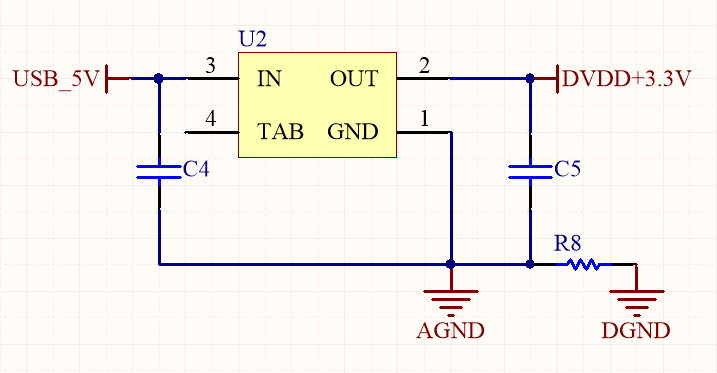 U2
USB_5V
3
IN
OUT
2
DVDD+3.3V
4
TAB
GND
1
C4
C5
R8
AGND
DGND